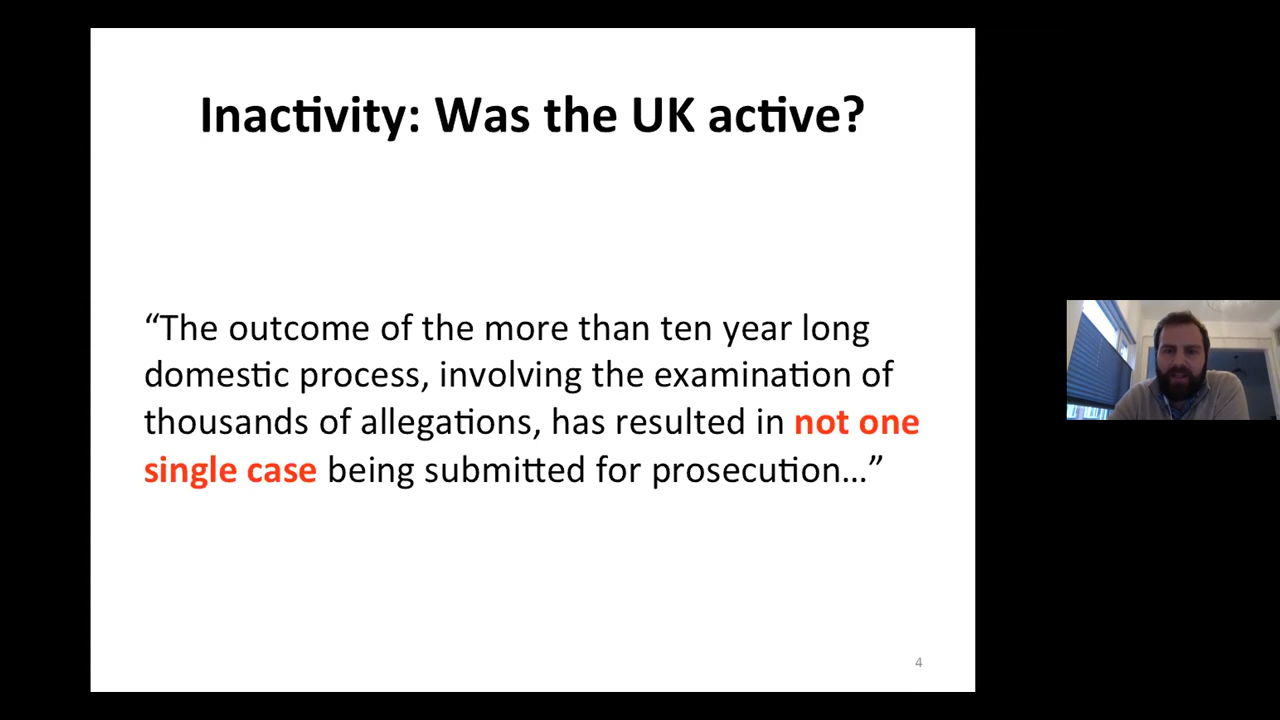 Inactivity: Was the UK active?
“The outcome of the more than ten year long
domestic process, involving the examination of
thousands of allegations, has resulted in not one
single case being submitted for prosecution…”
4